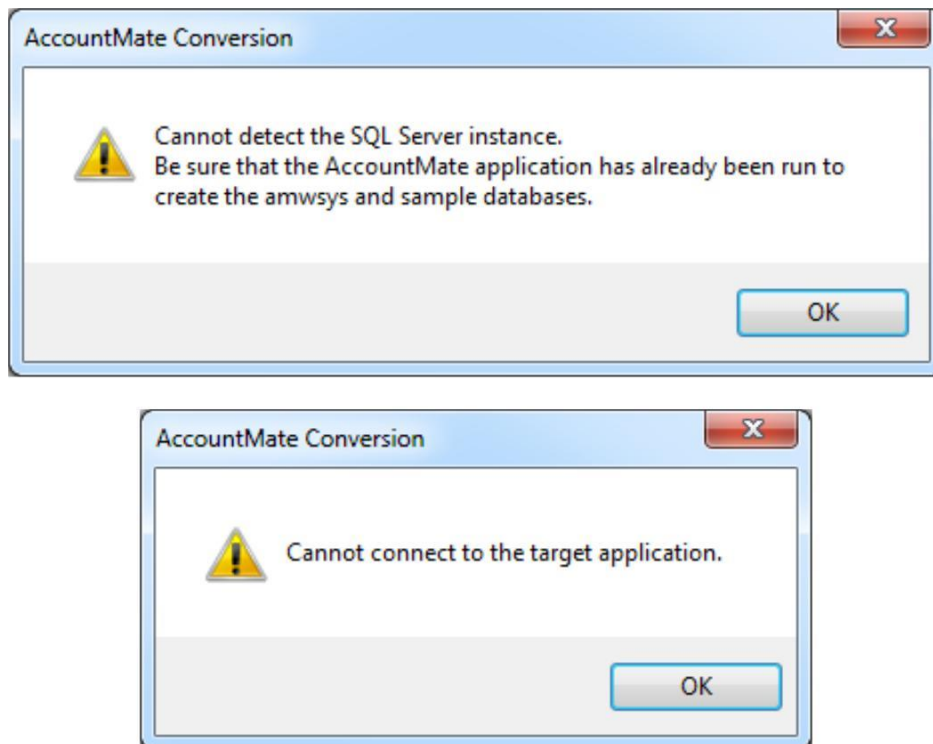 AccountMate Conversion
Cannot detect the SQL Server instance.
Be sure that the AccountMate application has already been run to
create the amwsys and sample databases.
OK
AccountMate Conversion
Cannot connect to the target application.
OK